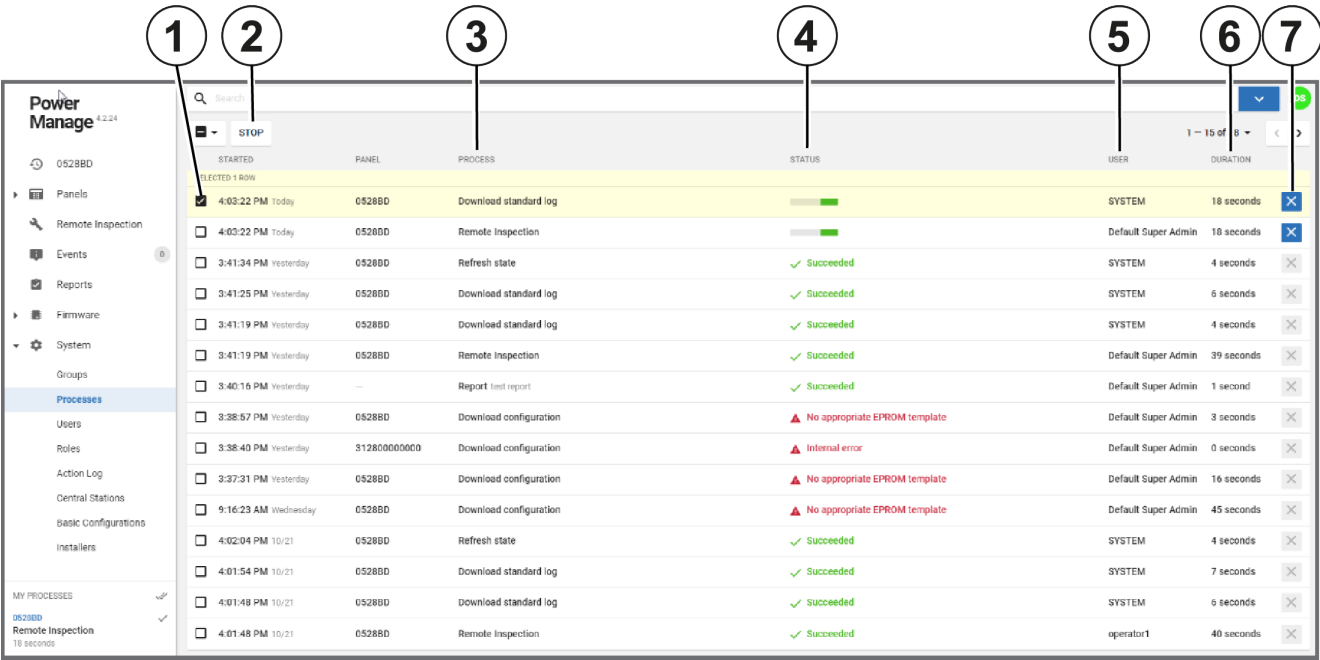 1 2 3 4 5 6 7
Power
Manage 4.2.24
Search
STOP
1 – 15 of 8
0528BD
Panels
Remote Inspection
Events 0
Reports
Firmware
System
Groups
Processes
Users
Roles
Action Log
Central Stations
Basic Configurations
Installers
MY PROCESSES
0528BD
Remote Inspection
18 seconds
STARTED PANEL PROCESS STATUS USER DURATION
SELECTED 1 ROW
4:03:22 PM Today 0528BD Download standard log SYSTEM 18 seconds
4:03:22 PM Today 0528BD Remote Inspection Default Super Admin 18 seconds
3:41:34 PM Yesterday 0528BD Refresh state Succeeded SYSTEM 4 seconds
3:41:25 PM Yesterday 0528BD Download standard log Succeeded SYSTEM 6 seconds
3:41:19 PM Yesterday 0528BD Download standard log Succeeded SYSTEM 4 seconds
3:41:19 PM Yesterday 0528BD Remote Inspection Succeeded Default Super Admin 39 seconds
3:40:16 PM Yesterday — Report test report Succeeded Default Super Admin 1 second
3:38:57 PM Yesterday 0528BD Download configuration No appropriate EPROM template Default Super Admin 3 seconds
3:38:40 PM Yesterday 312800000000 Download configuration Internal error Default Super Admin 0 seconds
3:37:31 PM Yesterday 0528BD Download configuration No appropriate EPROM template Default Super Admin 16 seconds
9:16:23 AM Wednesday 0528BD Download configuration No appropriate EPROM template Default Super Admin 45 seconds
4:02:04 PM 10/21 0528BD Refresh state Succeeded SYSTEM 4 seconds
4:01:54 PM 10/21 0528BD Download standard log Succeeded SYSTEM 7 seconds
4:01:48 PM 10/21 0528BD Download standard log Succeeded SYSTEM 6 seconds
4:01:48 PM 10/21 0528BD Remote Inspection Succeeded operator1 40 seconds